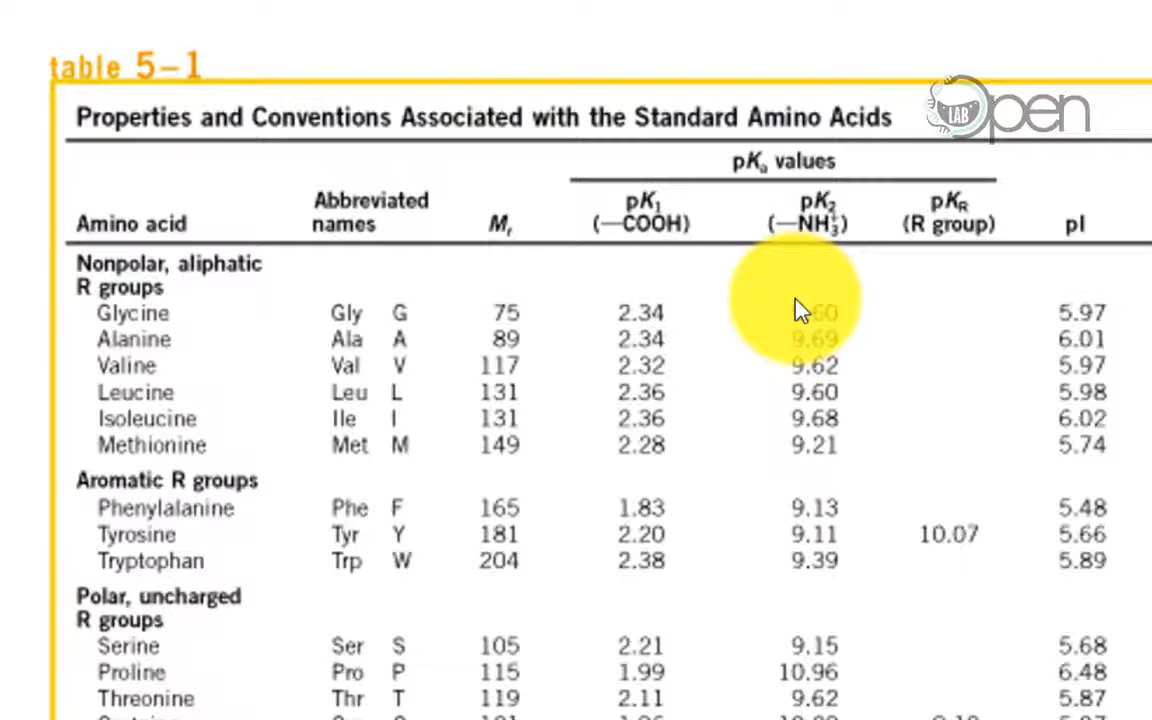 table 5–1
Properties and Conventions Associated with the Standard Amino Acids
LAB Open
pKa values
Abbreviated pK1 pK2 pKR
Amino acid names Mr (—COOH) (—NH3+) (R group) pI
Nonpolar, aliphatic
R groups
Glycine Gly G 75 2.34 5.97
Alanine Ala A 89 2.34 9.69 6.01
Valine Val V 117 2.32 9.62 5.97
Leucine Leu L 131 2.36 9.60 5.98
Isoleucine Ile I 131 2.36 9.68 6.02
Methionine Met M 149 2.28 9.21 5.74
Aromatic R groups
Phenylalanine Phe F 165 1.83 9.13 5.48
Tyrosine Tyr Y 181 2.20 9.11 10.07 5.66
Tryptophan Trp W 204 2.38 9.39 5.89
Polar, uncharged
R groups
Serine Ser S 105 2.21 9.15 5.68
Proline Pro P 115 1.99 10.96 6.48
Threonine Thr T 119 2.11 9.62 5.87